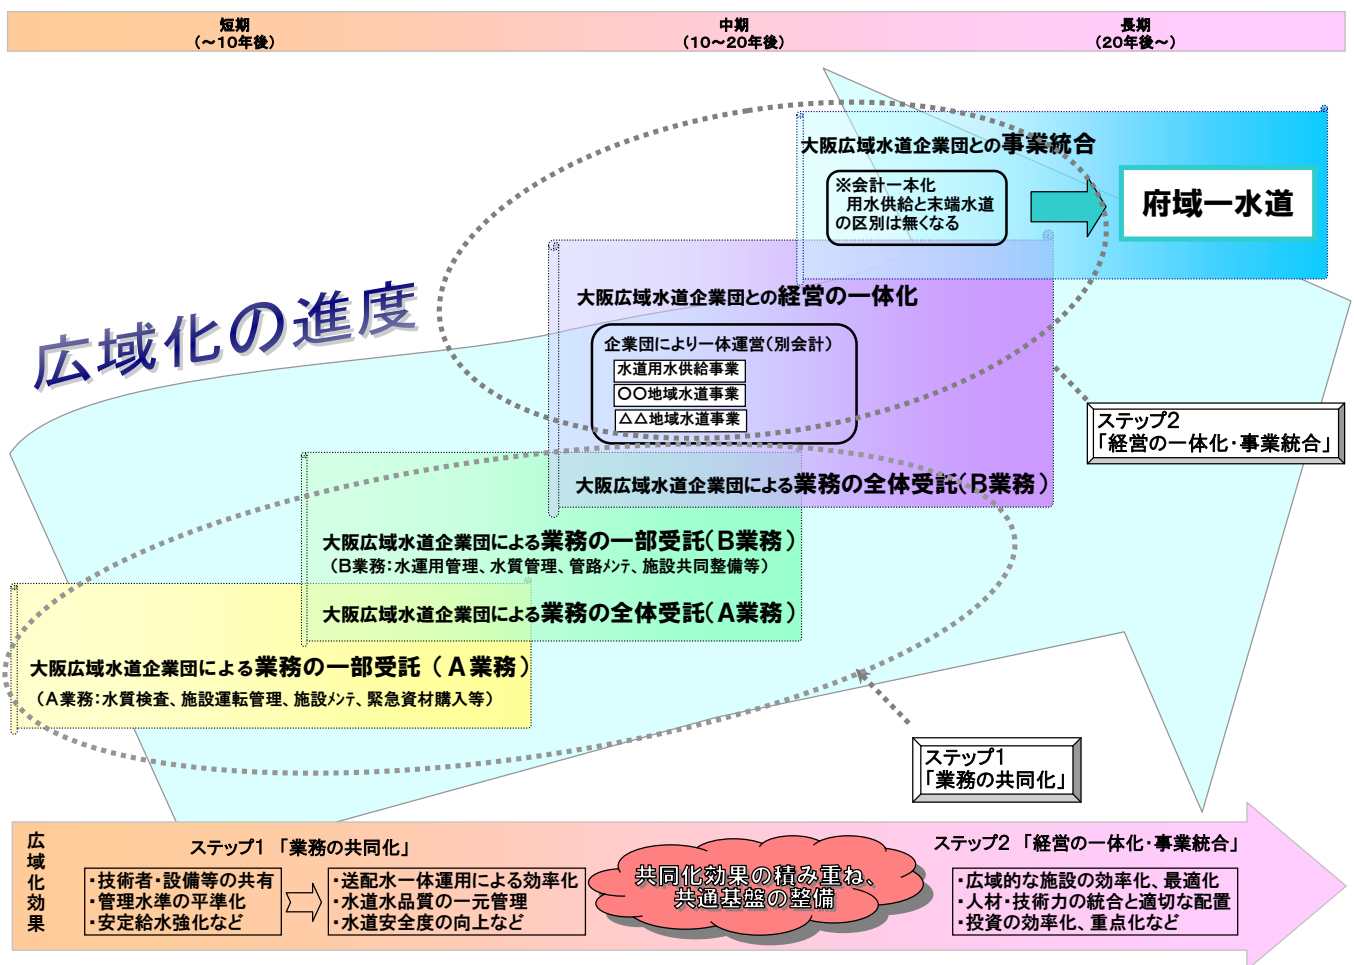 短期
(～10年後)
中期
(10～20年後)
長期
(20年後～)
広域化の進度
大阪広域水道企業団との事業統合
※会計一本化
用水供給と末端水道
の区別は無くなる
府域一水道
大阪広域水道企業団との経営の一体化
企業団により一体運営(別会計)
水道用水供給事業
〇〇地域水道事業
△△地域水道事業
ステップ2
「経営の一体化・事業統合」
大阪広域水道企業団による業務の全体受託(B業務)
大阪広域水道企業団による業務の一部受託(B業務)
(B業務:水運用管理、水質管理、管路ﾒﾝﾃ、施設共同整備等)
大阪広域水道企業団による業務の全体受託(A業務)
大阪広域水道企業団による業務の一部受託(A業務)
(A業務:水質検査、施設運転管理、施設ﾒﾝﾃ、緊急資材購入等)
ステップ1
「業務の共同化」
広域化効果
ステップ1 「業務の共同化」
・技術者・設備等の共有
・管理水準の平準化
・安定給水強化など
・送配水一体運用による効率化
・水道水品質の一元管理
・水道安全度の向上など
共同化効果の積み重ね、
共通基盤の整備
ステップ2 「経営の一体化・事業統合」
・広域的な施設の効率化、最適化
・人材・技術力の統合と適切な配置
・投資の効率化、重点化など